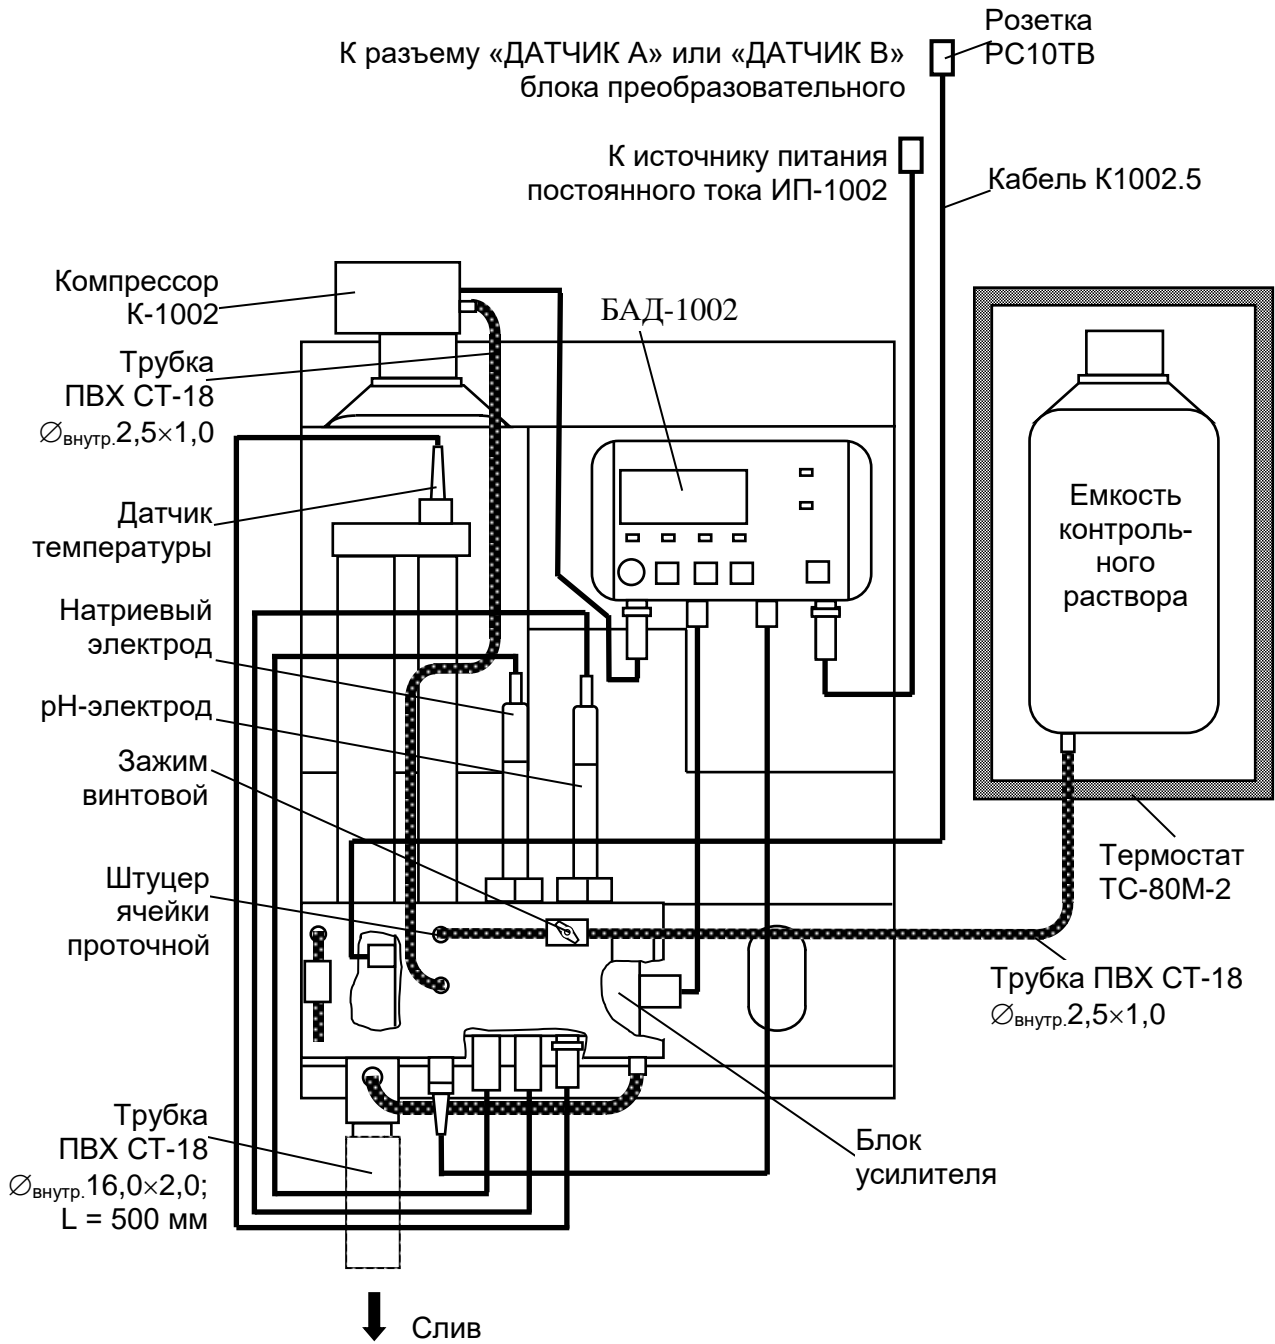 Розетка
РС10ТВ
К разъему «ДАТЧИК А» или «ДАТЧИК В»
блока преобразовательного
К источнику питания
постоянного тока ИП-1002
Кабель К1002.5
Компрессор
К-1002
БАД-1002
Трубка
ПВХ СТ-18
∅внутр.2,5×1,0
Емкость
контроль-
ного
раствора
Датчик
температуры
Натриевый
электрод
pH-электрод
Зажим
винтовой
Термостат
ТС-80М-2
Штуцер
ячейки
проточной
Трубка ПВХ СТ-18
∅внутр.2,5×1,0
Трубка
ПВХ СТ-18
∅внутр.16,0×2,0;
L = 500 мм
Блок
усилителя
Слив